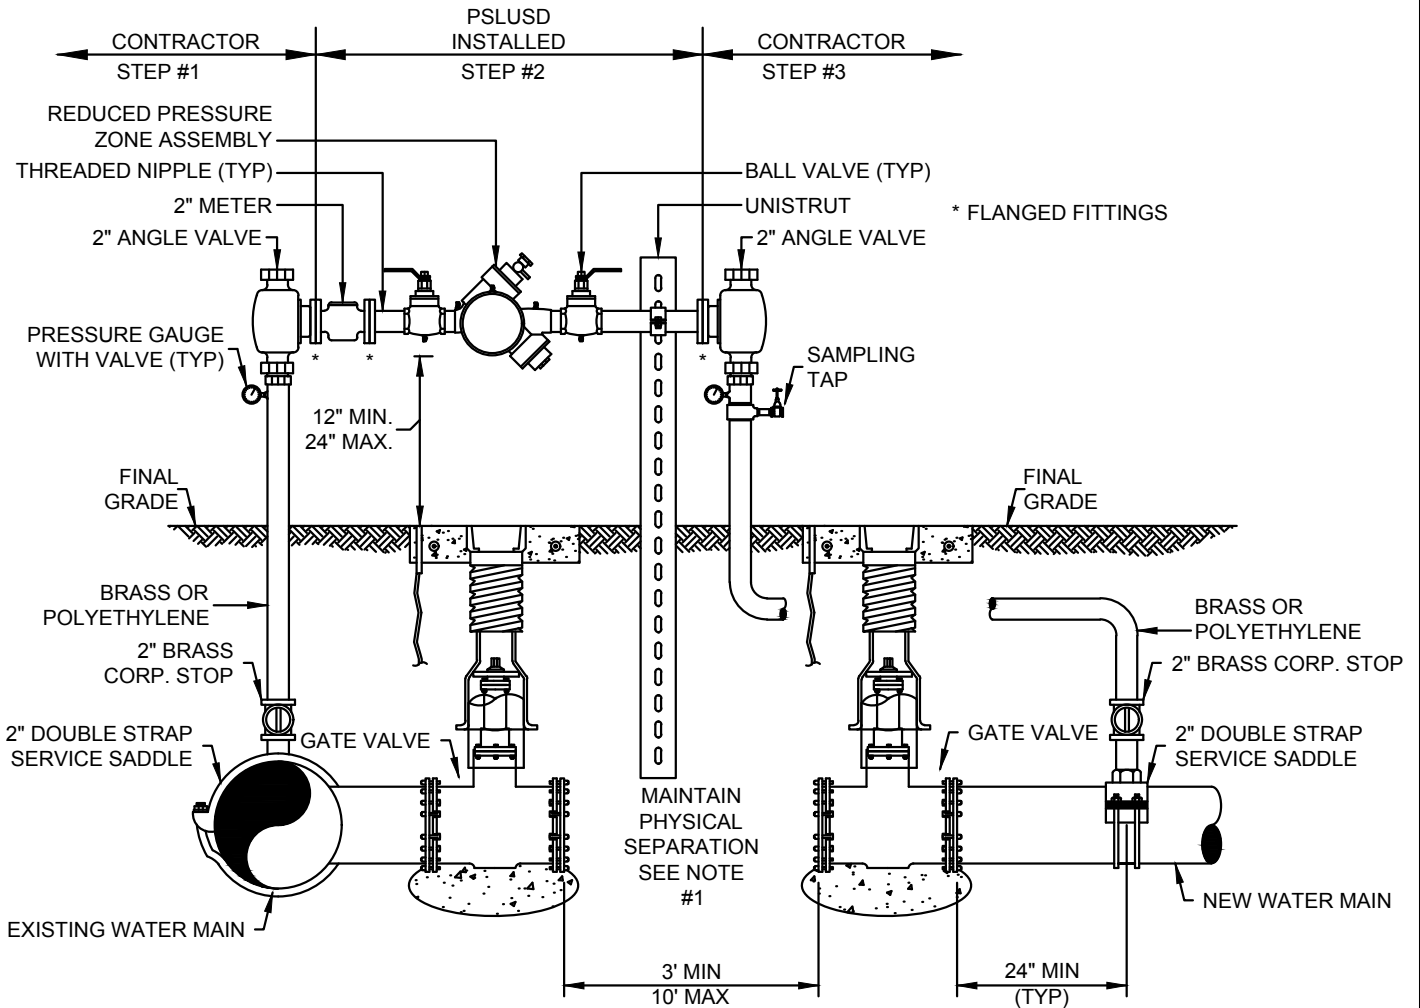 PSLUSD
INSTALLED
STEP #2
CONTRACTOR
STEP #1
CONTRACTOR
STEP #3
REDUCED PRESSURE
ZONE ASSEMBLY
THREADED NIPPLE (TYP)
2" METER
2" ANGLE VALVE
BALL VALVE (TYP)
UNISTRUT
2" ANGLE VALVE
* FLANGED FITTINGS
PRESSURE GAUGE
WITH VALVE (TYP)
*
*
*
SAMPLING
TAP
12" MIN.
24" MAX.
FINAL
GRADE
FINAL
GRADE
BRASS OR
POLYETHYLENE
2" BRASS
CORP. STOP
2" DOUBLE STRAP
SERVICE SADDLE
GATE VALVE
EXISTING WATER MAIN
MAINTAIN
PHYSICAL
SEPARATION
SEE NOTE
#1
GATE VALVE
BRASS OR
POLYETHYLENE
2" BRASS CORP. STOP
2" DOUBLE STRAP
SERVICE SADDLE
NEW WATER MAIN
3' MIN
10' MAX
24" MIN
(TYP)